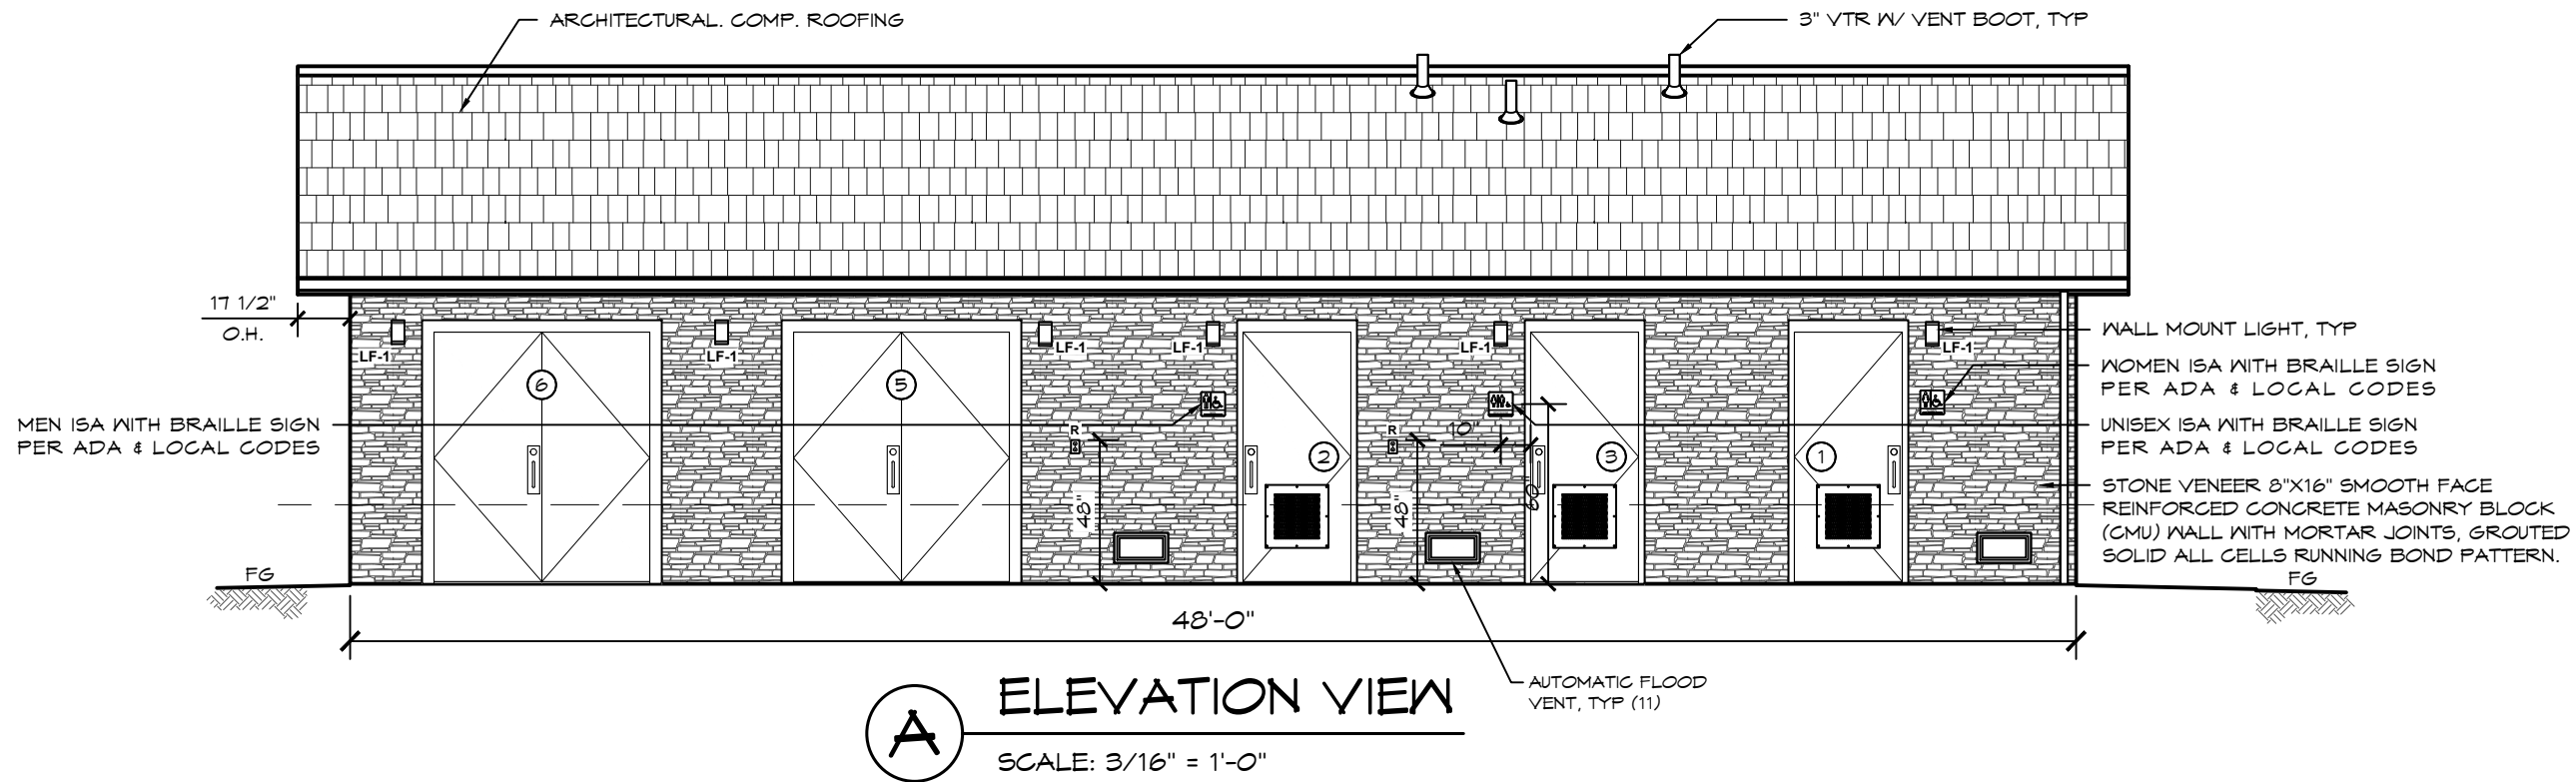 ARCHITECTURAL. COMP. ROOFING
3" VTR W/ VENT BOOT, TYP
17 1/2"
O.H.
LF-1
LF-1
LF-1
LF-1
LF-1
LF-1
WALL MOUNT LIGHT, TYP
WOMEN ISA WITH BRAILLE SIGN
PER ADA & LOCAL CODES
6
5
MEN ISA WITH BRAILLE SIGN
PER ADA & LOCAL CODES
UNISEX ISA WITH BRAILLE SIGN
PER ADA & LOCAL CODES
R
R
10"
2
3
1
48"
48"
60"
STONE VENEER 8"X16" SMOOTH FACE
REINFORCED CONCRETE MASONRY BLOCK
(CMU) WALL WITH MORTAR JOINTS, GROUTED
SOLID ALL CELLS RUNNING BOND PATTERN.
FG
FG
48'-0"
AUTOMATIC FLOOD
VENT, TYP (11)
A
ELEVATION VIEW
SCALE: 3/16" = 1'-0"